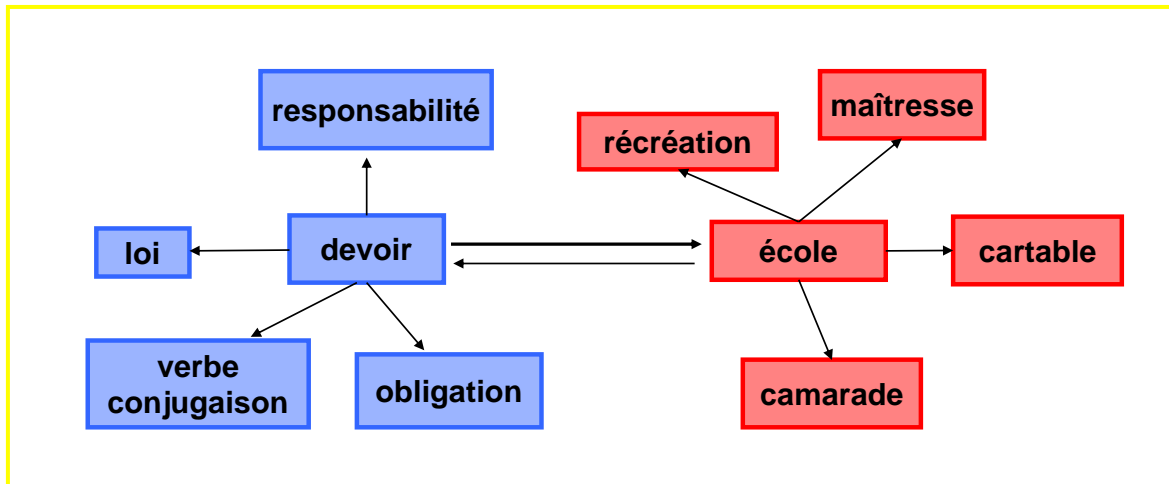 responsabilité
maîtresse
récréation
loi
devoir
école
cartable
verbe
conjugaison
obligation
camarade